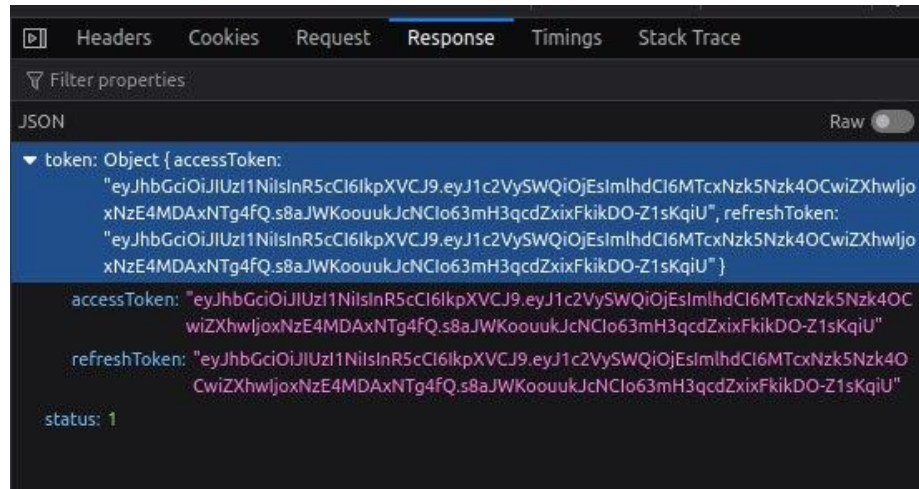 Headers Cookies Request Response Timings Stack Trace
Filter properties
JSON Raw
token: Object { accessToken:
"eyJhbGciOiJIUzI1NiIsInR5cCI6IkpXVCJ9.eyJ1c2VySWQiOjEsImlhdCI6MTcxNzk5Nzk4OCwiZXhwIjo
xNzE4MDAxNTg4fQ.s8aJWKoouukJcNCIo63mH3qcdZxixFkikDO-Z1sKqiU", refreshToken:
"eyJhbGciOiJIUzI1NiIsInR5cCI6IkpXVCJ9.eyJ1c2VySWQiOjEsImlhdCI6MTcxNzk5Nzk4OCwiZXhwIjo
xNzE4MDAxNTg4fQ.s8aJWKoouukJcNCIo63mH3qcdZxixFkikDO-Z1sKqiU" }
accessToken: "eyJhbGciOiJIUzI1NiIsInR5cCI6IkpXVCJ9.eyJ1c2VySWQiOjEsImlhdCI6MTcxNzk5Nzk4OC
wiZXhwIjoxNzE4MDAxNTg4fQ.s8aJWKoouukJcNCIo63mH3qcdZxixFkikDO-Z1sKqiU"
refreshToken: "eyJhbGciOiJIUzI1NiIsInR5cCI6IkpXVCJ9.eyJ1c2VySWQiOjEsImlhdCI6MTcxNzk5Nzk4O
CwiZXhwIjoxNzE4MDAxNTg4fQ.s8aJWKoouukJcNCIo63mH3qcdZxixFkikDO-Z1sKqiU"
status: 1